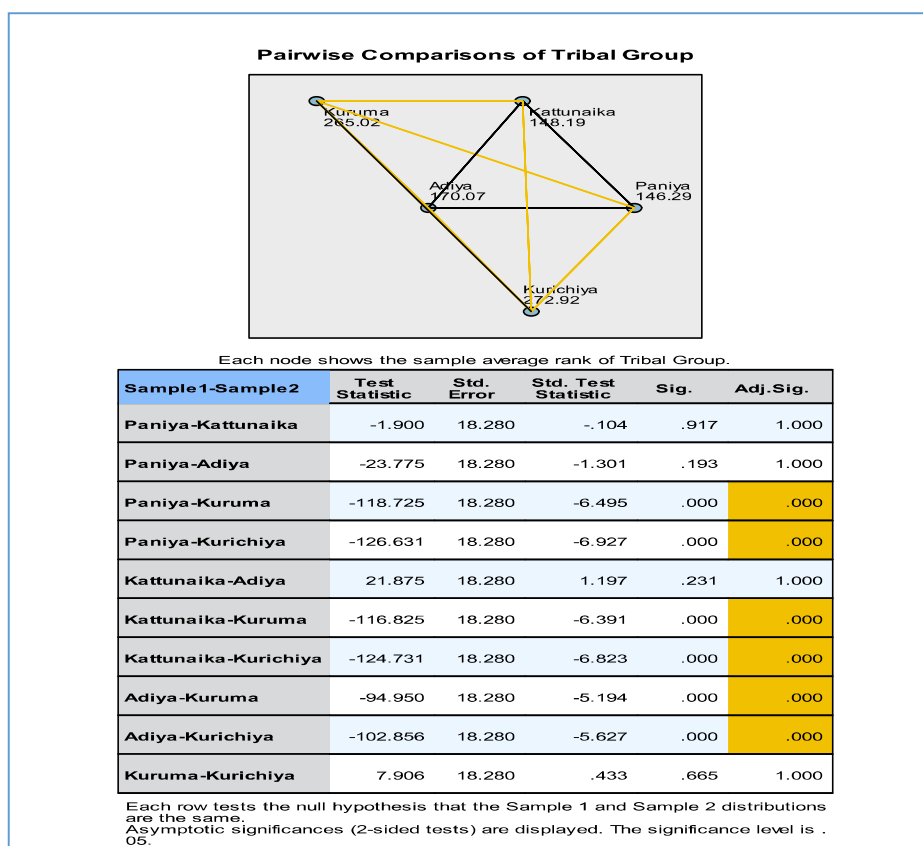 Pairwise Comparisons of Tribal Group
Kuruma
265.02
Kattunaika
148.19
Adiya
170.07
Paniya
146.29
Kurichiya
272.92
Each node shows the sample average rank of Tribal Group.
Sample1-Sample2 Test Statistic Std. Error Std. Test Statistic Sig. Adj.Sig.
Paniya-Kattunaika -1.900 18.280 -.104 .917 1.000
Paniya-Adiya -23.775 18.280 -1.301 .193 1.000
Paniya-Kuruma -118.725 18.280 -6.495 .000 .000
Paniya-Kurichiya -126.631 18.280 -6.927 .000 .000
Kattunaika-Adiya 21.875 18.280 1.197 .231 1.000
Kattunaika-Kuruma -116.825 18.280 -6.391 .000 .000
Kattunaika-Kurichiya -124.731 18.280 -6.823 .000 .000
Adiya-Kuruma -94.950 18.280 -5.194 .000 .000
Adiya-Kurichiya -102.856 18.280 -5.627 .000 .000
Kuruma-Kurichiya 7.906 18.280 .433 .665 1.000
Each row tests the null hypothesis that the Sample 1 and Sample 2 distributions
are the same.
Asymptotic significances (2-sided tests) are displayed. The significance level is .
05.